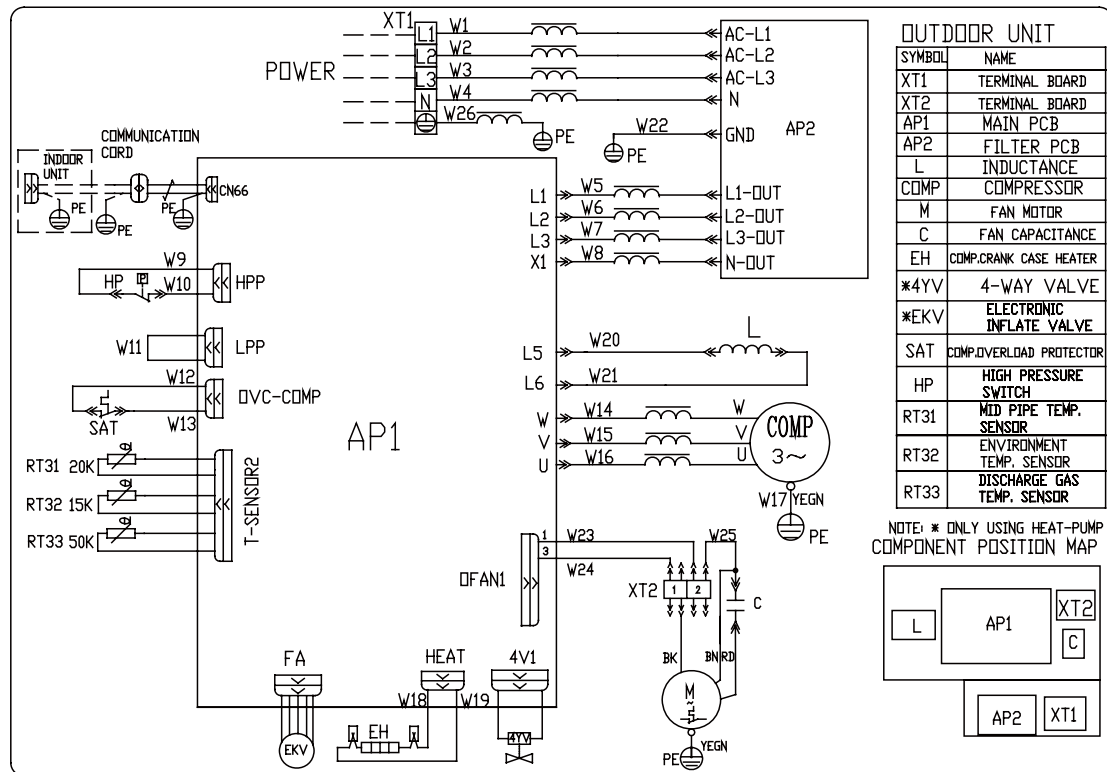 XT1
L1 W1 AC-L1
L2 W2 AC-L2
POWER
L3 W3 AC-L3
N W4 N
W26 PE
W22 GND
PE
AP2
COMMUNICATION
CORD
INDOOR
UNIT
PE
PE
PE
CN66
L1 W5 L1-OUT
L2 W6 L2-OUT
L3 W7 L3-OUT
X1 W8 N-OUT
W9
HP P W10 HPP
W11 LPP
W12
OVC-COMP
SAT W13
RT31 20K θ
RT32 15K θ
RT33 50K θ
T-SENSOR2
AP1
L5 W20 L
L6 W21
W W14 W
V W15 V
U W16 U
COMP
3~
W17 YEGN
PE
OFAN1
1 W23 W25
3 W24
XT2 1 2 C
BK BN RD
M
~
YEGN
PE
FA HEAT 4V1
W18 W19
EKV
EH
4YV
OUTDOOR UNIT
SYMBOL NAME
XT1 TERMINAL BOARD
XT2 TERMINAL BOARD
AP1 MAIN PCB
AP2 FILTER PCB
L INDUCTANCE
COMP COMPRESSOR
M FAN MOTOR
C FAN CAPACITANCE
EH COMP.CRANK CASE HEATER
*4YV 4-WAY VALVE
*EKV ELECTRONIC
INFLATE VALVE
SAT COMP.OVERLOAD PROTECTOR
HP HIGH PRESSURE
SWITCH
RT31 MID PIPE TEMP.
SENSOR
RT32 ENVIRONMENT
TEMP. SENSOR
RT33 DISCHARGE GAS
TEMP. SENSOR
NOTE: * ONLY USING HEAT-PUMP
COMPONENT POSITION MAP
L AP1 XT2
C
AP2 XT1